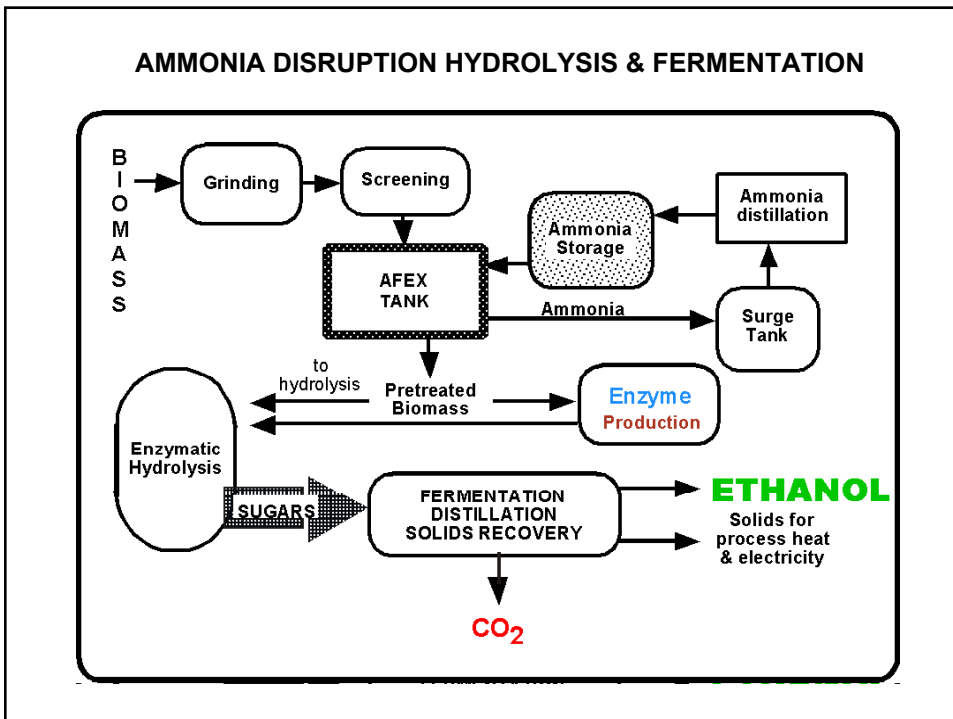 AMMONIA DISRUPTION HYDROLYSIS & FERMENTATION
BIOMASS
Grinding
Screening
Ammonia
Storage
Ammonia
distillation
AFEX
TANK
Ammonia
Surge
Tank
to
hydrolysis
Pretreated
Biomass
Enzyme
Production
Enzymatic
Hydrolysis
SUGARS
FERMENTATION
DISTILLATION
SOLIDS RECOVERY
ETHANOL
Solids for
process heat
& electricity
CO2